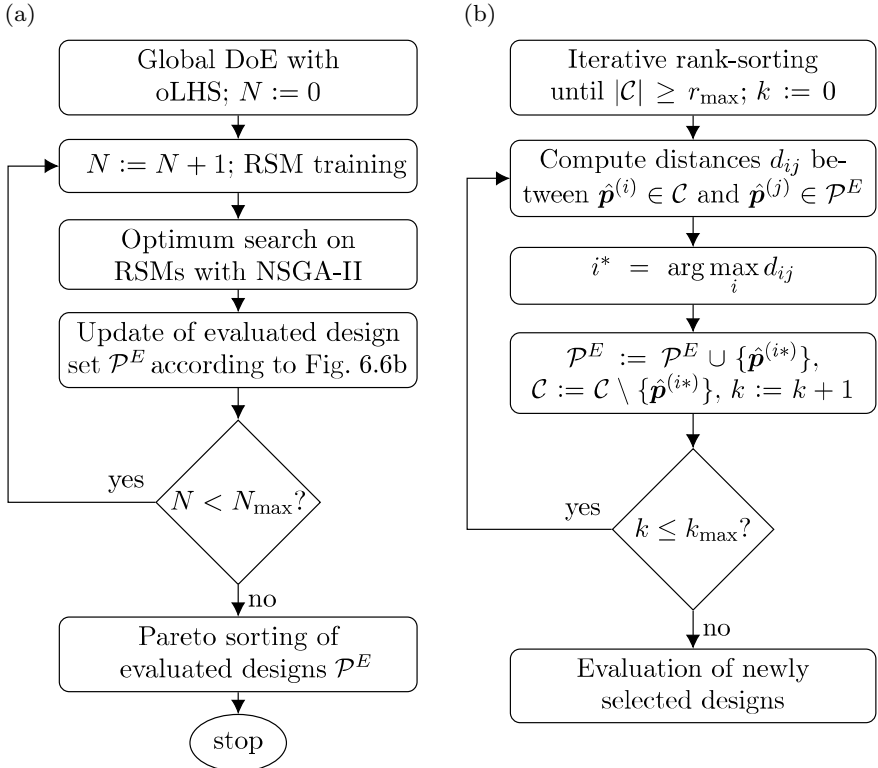 (a)
Global DoE with
oLHS; N := 0
N := N + 1; RSM training
Optimum search on
RSMs with NSGA-II
Update of evaluated design
set 𝒫^E according to Fig. 6.6b
yes
N < N_max?
no
Pareto sorting of
evaluated designs 𝒫^E
stop
(b)
Iterative rank-sorting
until |𝒞| ≥ r_max; k := 0
Compute distances d_ij be-
tween p̂^(i) ∈ 𝒞 and p̂^(j) ∈ 𝒫^E
i* = arg max d_ij
i
𝒫^E := 𝒫^E ∪ {p̂^(i*)},
𝒞 := 𝒞 \ {p̂^(i*)}, k := k + 1
yes
k ≤ k_max?
no
Evaluation of newly
selected designs